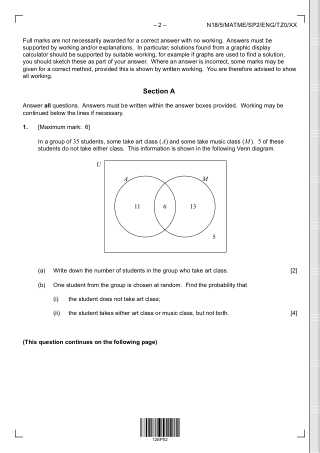 – 2 –
N18/5/MATME/SP2/ENG/TZ0/XX
Full marks are not necessarily awarded for a correct answer with no working. Answers must be
supported by working and/or explanations. In particular, solutions found from a graphic display
calculator should be supported by suitable working, for example if graphs are used to find a solution,
you should sketch these as part of your answer. Where an answer is incorrect, some marks may be
given for a correct method, provided this is shown by written working. You are therefore advised to show
all working.
Section A
Answer all questions. Answers must be written within the answer boxes provided. Working may be
continued below the lines if necessary.
1. [Maximum mark: 6]
In a group of 35 students, some take art class (A) and some take music class (M). 5 of these
students do not take either class. This information is shown in the following Venn diagram.
U
A M
11 6 13
5
(a) Write down the number of students in the group who take art class. [2]
(b) One student from the group is chosen at random. Find the probability that
(i) the student does not take art class;
(ii) the student takes either art class or music class, but not both. [4]
(This question continues on the following page)
12EP02